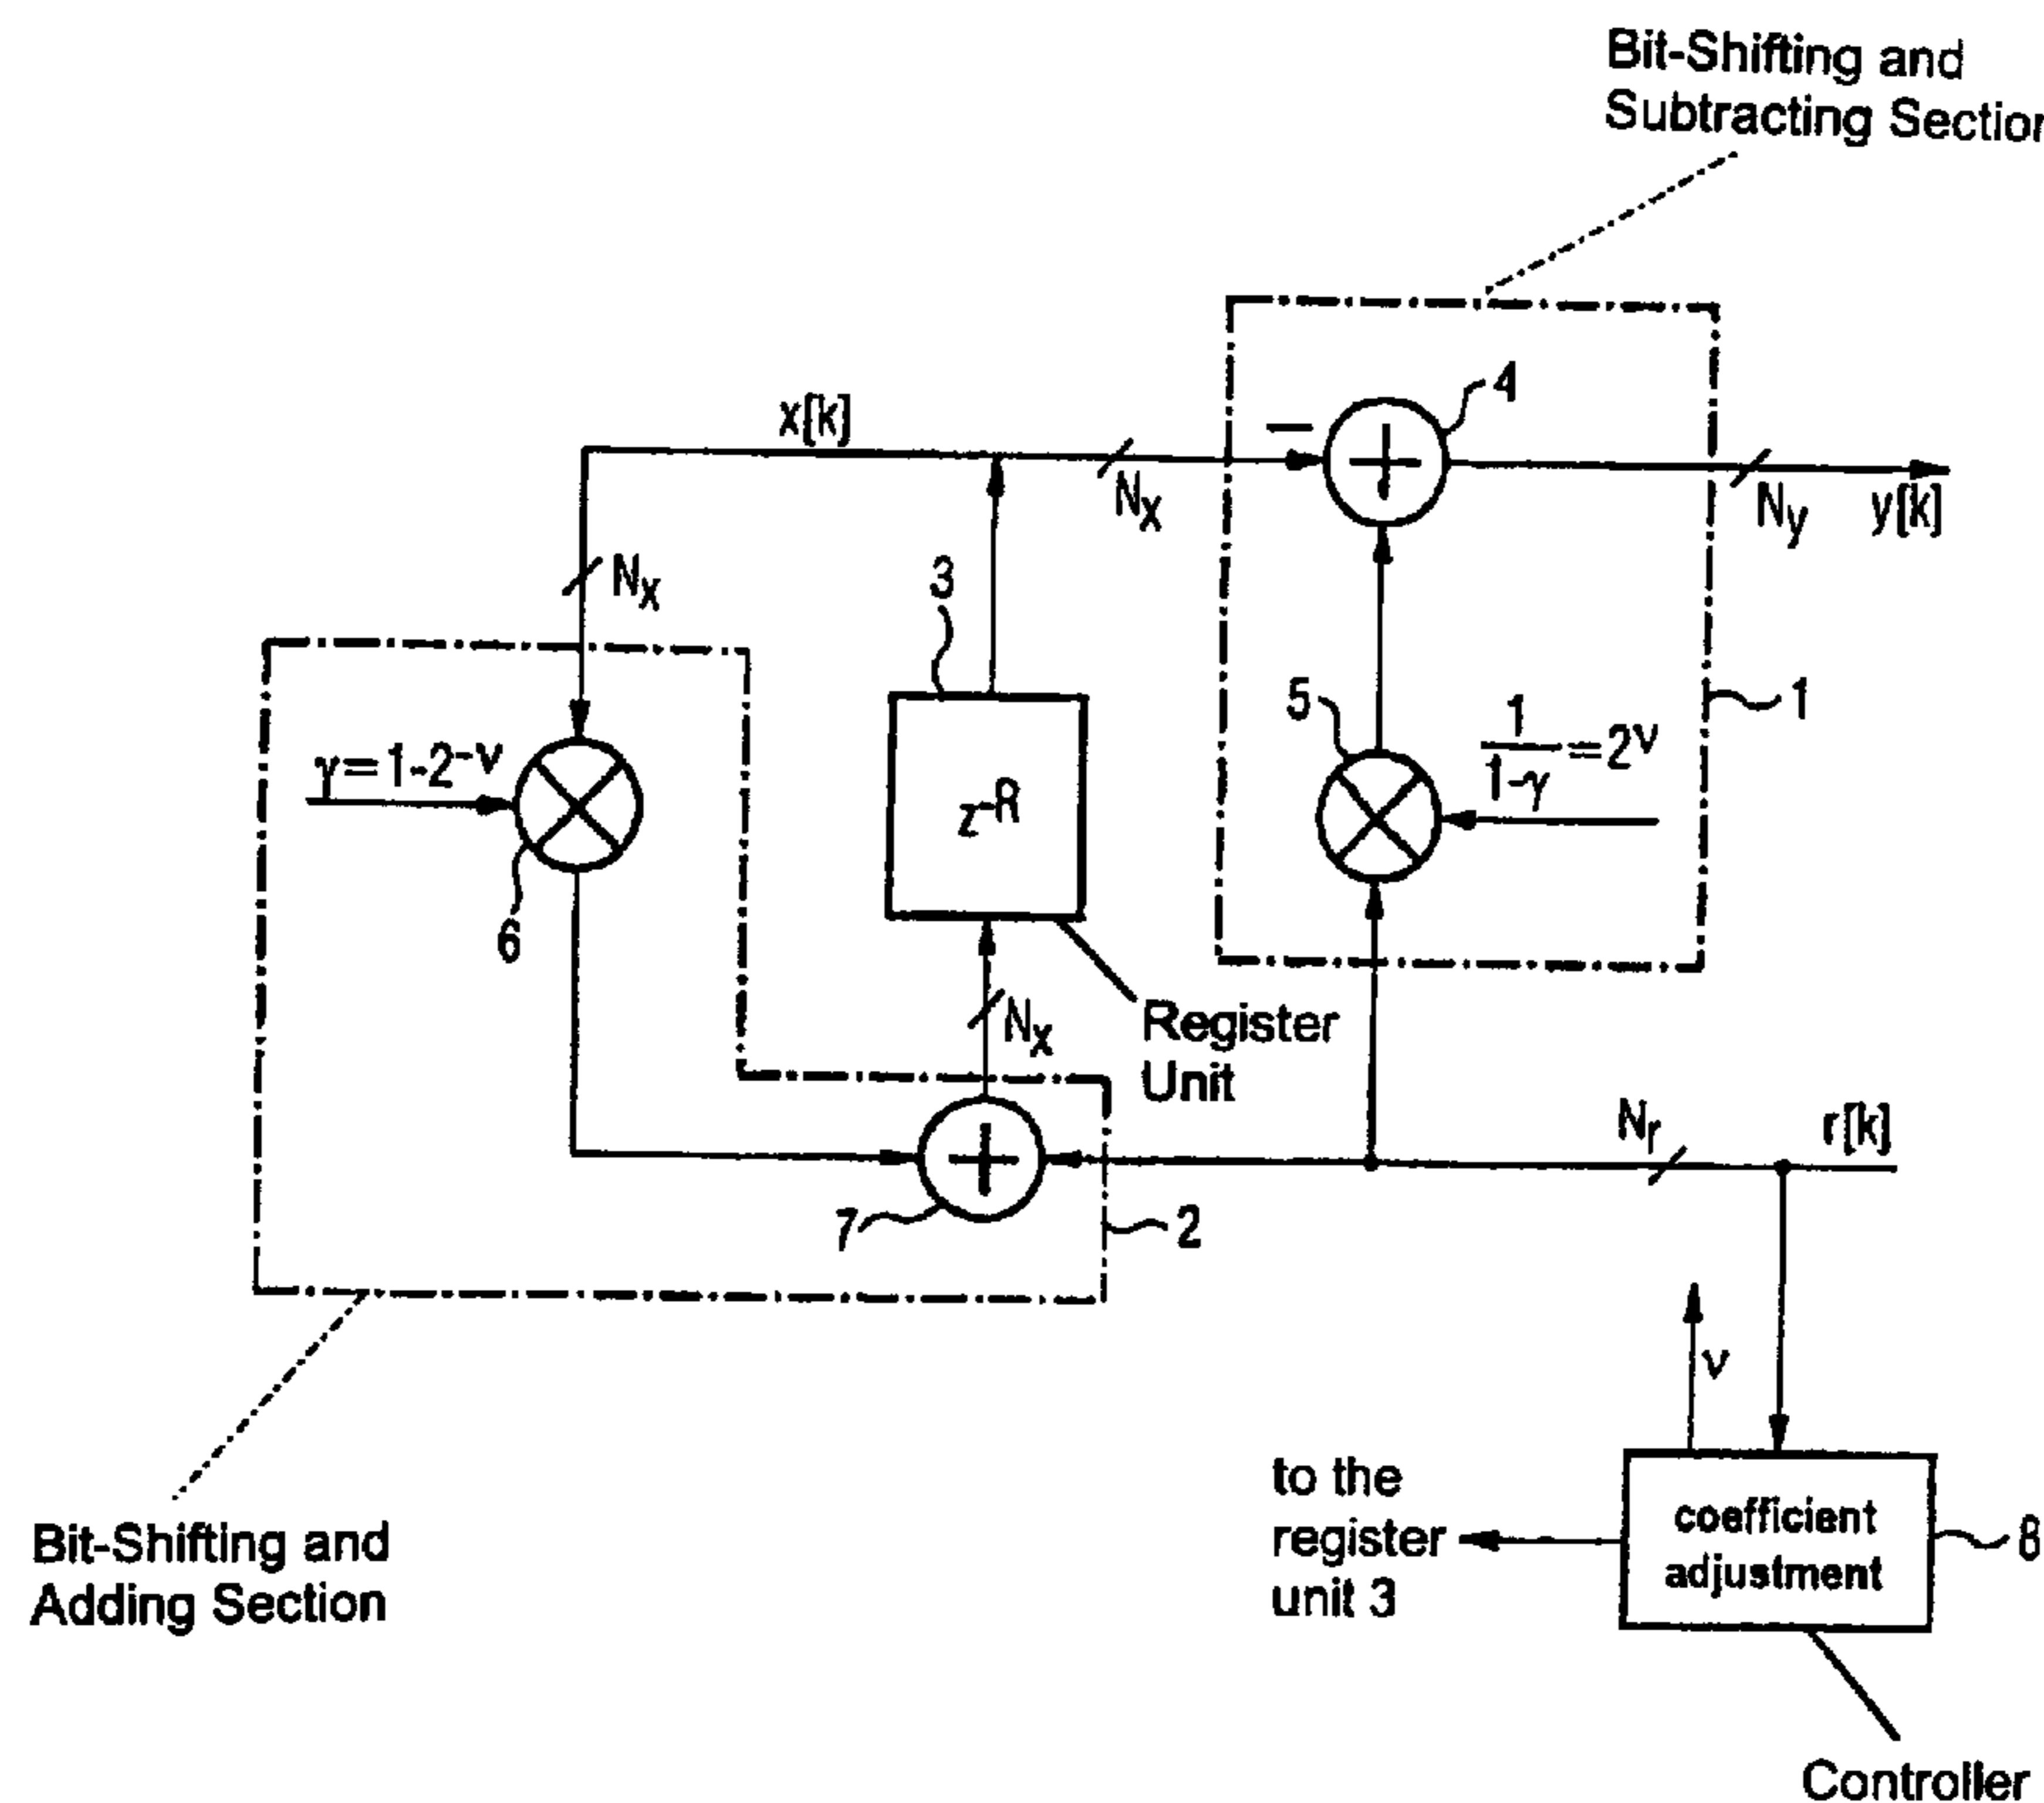 Bit-Shifting and
Subtracting Section
4
x[k]
−
N_x
N_y
y[k]
3
N_x
5
1/(1-γ)=2^ν
1
γ=1-2^-ν
z^-R
6
N_x
Register
Unit
N_r
r[k]
7
2
ν
to the
register
unit 3
coefficient
adjustment
8
Bit-Shifting and
Adding Section
Controller